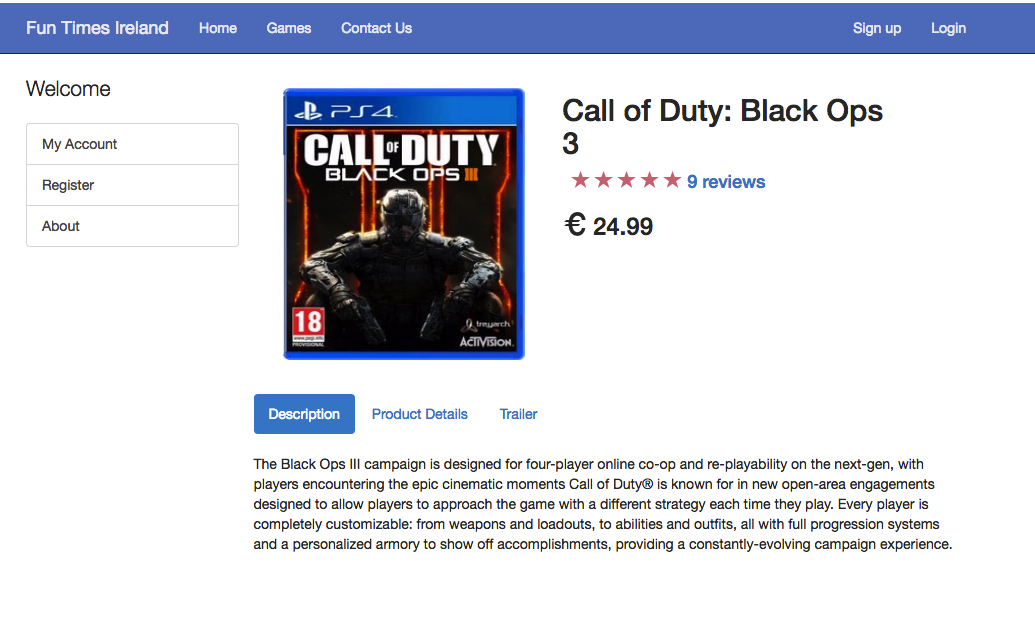 Fun Times Ireland Home Games Contact Us Sign up Login
Welcome
My Account
Register
About
PS4
CALL OF DUTY
BLACK OPS III
18
www.pegi.info
PROVISIONAL
treyarch
ACTIVISION
Call of Duty: Black Ops
3
★★★★★ 9 reviews
€ 24.99
Description Product Details Trailer
The Black Ops III campaign is designed for four-player online co-op and re-playability on the next-gen, with
players encountering the epic cinematic moments Call of Duty® is known for in new open-area engagements
designed to allow players to approach the game with a different strategy each time they play. Every player is
completely customizable: from weapons and loadouts, to abilities and outfits, all with full progression systems
and a personalized armory to show off accomplishments, providing a constantly-evolving campaign experience.